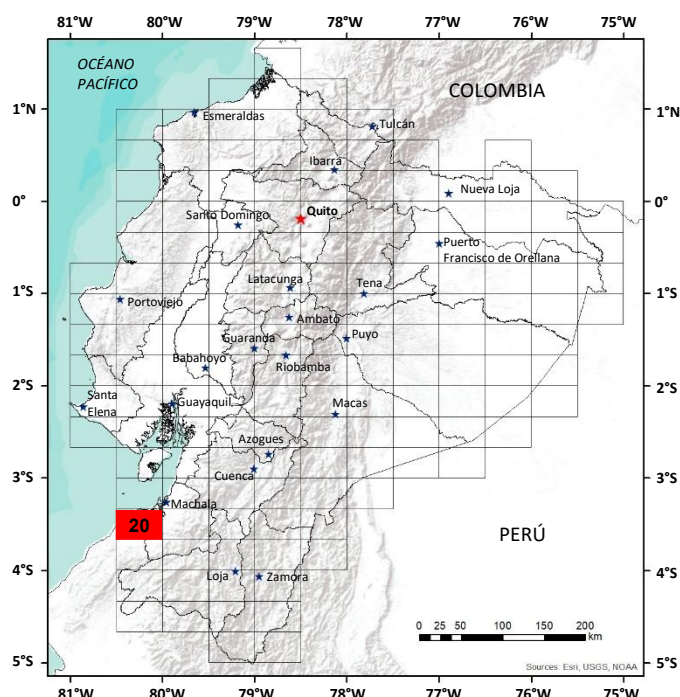 81°W 80°W 79°W 78°W 77°W 76°W 75°W
OCÉANO
PACÍFICO
COLOMBIA
1°N 1°N
Esmeraldas
Tulcán
Ibarra
Nueva Loja
0° 0°
Santo Domingo
Quito
Puerto
Francisco de Orellana
Latacunga
Tena
1°S 1°S
Portoviejo
Ambato
Guaranda
Puyo
Babahoyo
Riobamba
2°S 2°S
Santa
Elena
Guayaquil
Macas
Azogues
Cuenca
3°S 3°S
Machala
20
PERÚ
4°S 4°S
Loja
Zamora
0 25 50 100 150 200
km
5°S 5°S
Sources: Esri, USGS, NOAA
81°W 80°W 79°W 78°W 77°W 76°W 75°W